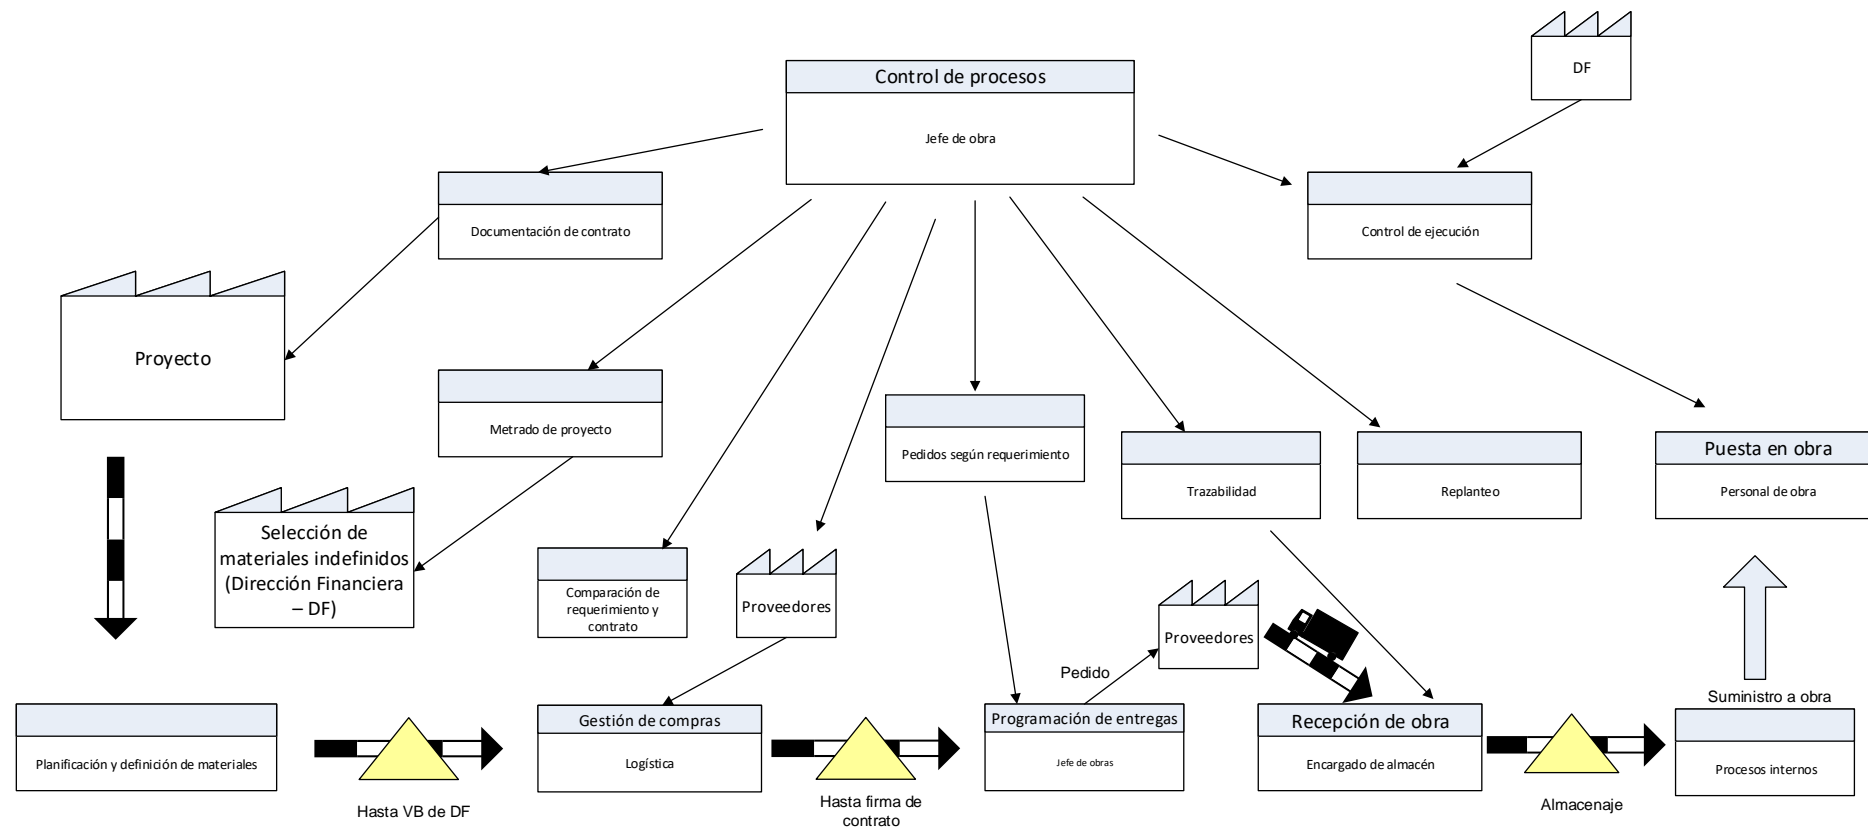 DF
Control de procesos
Jefe de obra
Documentación de contrato
Control de ejecución
Proyecto
Metrado de proyecto
Pedidos según requerimiento
Trazabilidad
Replanteo
Puesta en obra
Personal de obra
Selección de
materiales indefinidos
(Dirección Financiera
– DF)
Comparación de
requerimiento y
contrato
Proveedores
Proveedores
Pedido
Suministro a obra
Planificación y definición de materiales
Hasta VB de DF
Gestión de compras
Logística
Hasta firma de
contrato
Programación de entregas
Jefe de obras
Recepción de obra
Encargado de almacén
Almacenaje
Procesos internos